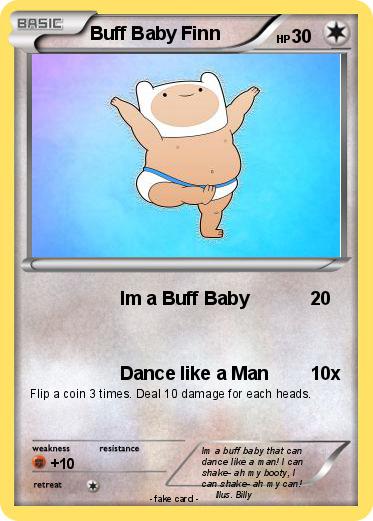 BASIC
Buff Baby Finn HP 30
Im a Buff Baby 20
Dance like a Man 10x
Flip a coin 3 times. Deal 10 damage for each heads.
weakness resistance
+10
retreat
Im a buff baby that can
dance like a man! I can
shake- ah my booty, I
can shake- ah my can!
Illus. Billy
- fake card -